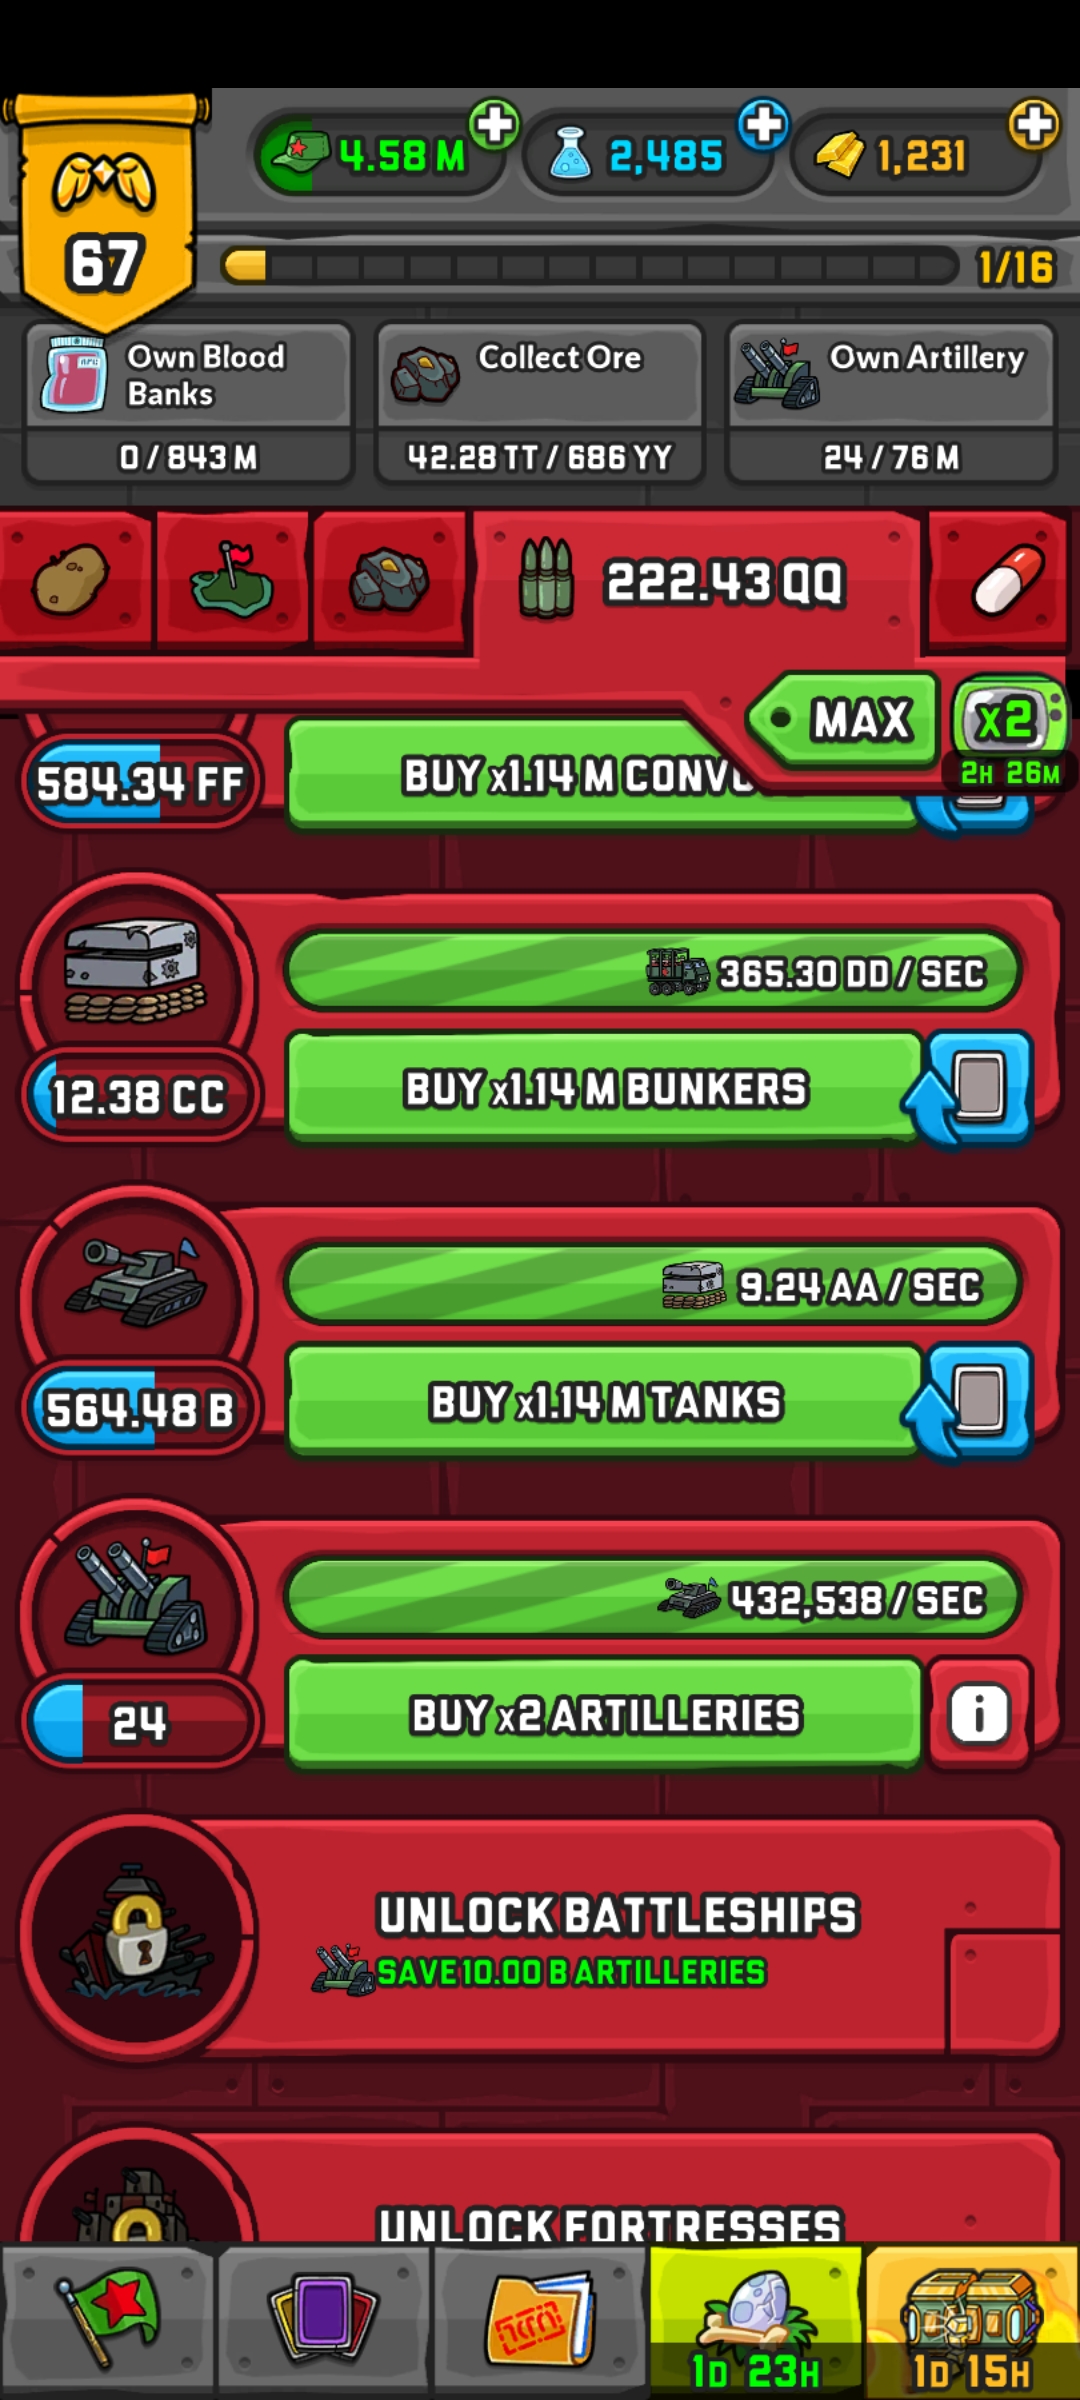 4.58 M
2,485
1,231
67
1/16
Own Blood
Banks
0 / 843 M
Collect Ore
42.28 TT / 686 YY
Own Artillery
24 / 76 M
222.43 QQ
MAX
x2
2H 26M
584.34 FF
BUY x1.14 M CONVO
365.30 DD / SEC
12.38 CC
BUY x1.14 M BUNKERS
9.24 AA / SEC
564.48 B
BUY x1.14 M TANKS
432,538 / SEC
24
BUY x2 ARTILLERIES
i
UNLOCK BATTLESHIPS
SAVE 10.00 B ARTILLERIES
UNLOCK FORTRESSES
1D 23H
1D 15H